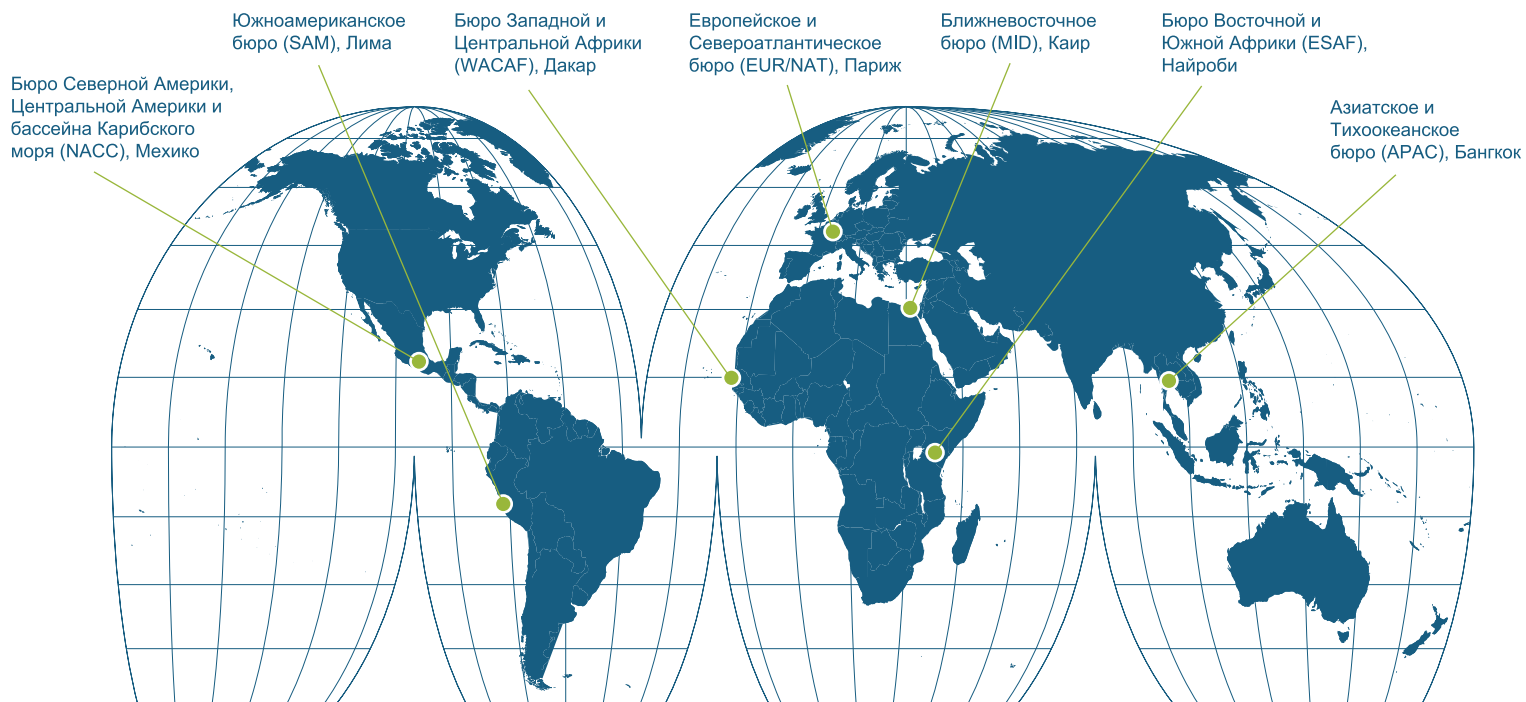 Южноамериканское
бюро (SAM), Лима
Бюро Западной и
Центральной Африки
(WACAF), Дакар
Европейское и
Североатлантическое
бюро (EUR/NAT), Париж
Ближневосточное
бюро (MID), Каир
Бюро Восточной и
Южной Африки (ESAF),
Найроби
Бюро Северной Америки,
Центральной Америки и
бассейна Карибского
моря (NACC), Мехико
Азиатское и
Тихоокеанское
бюро (APAC), Бангкок